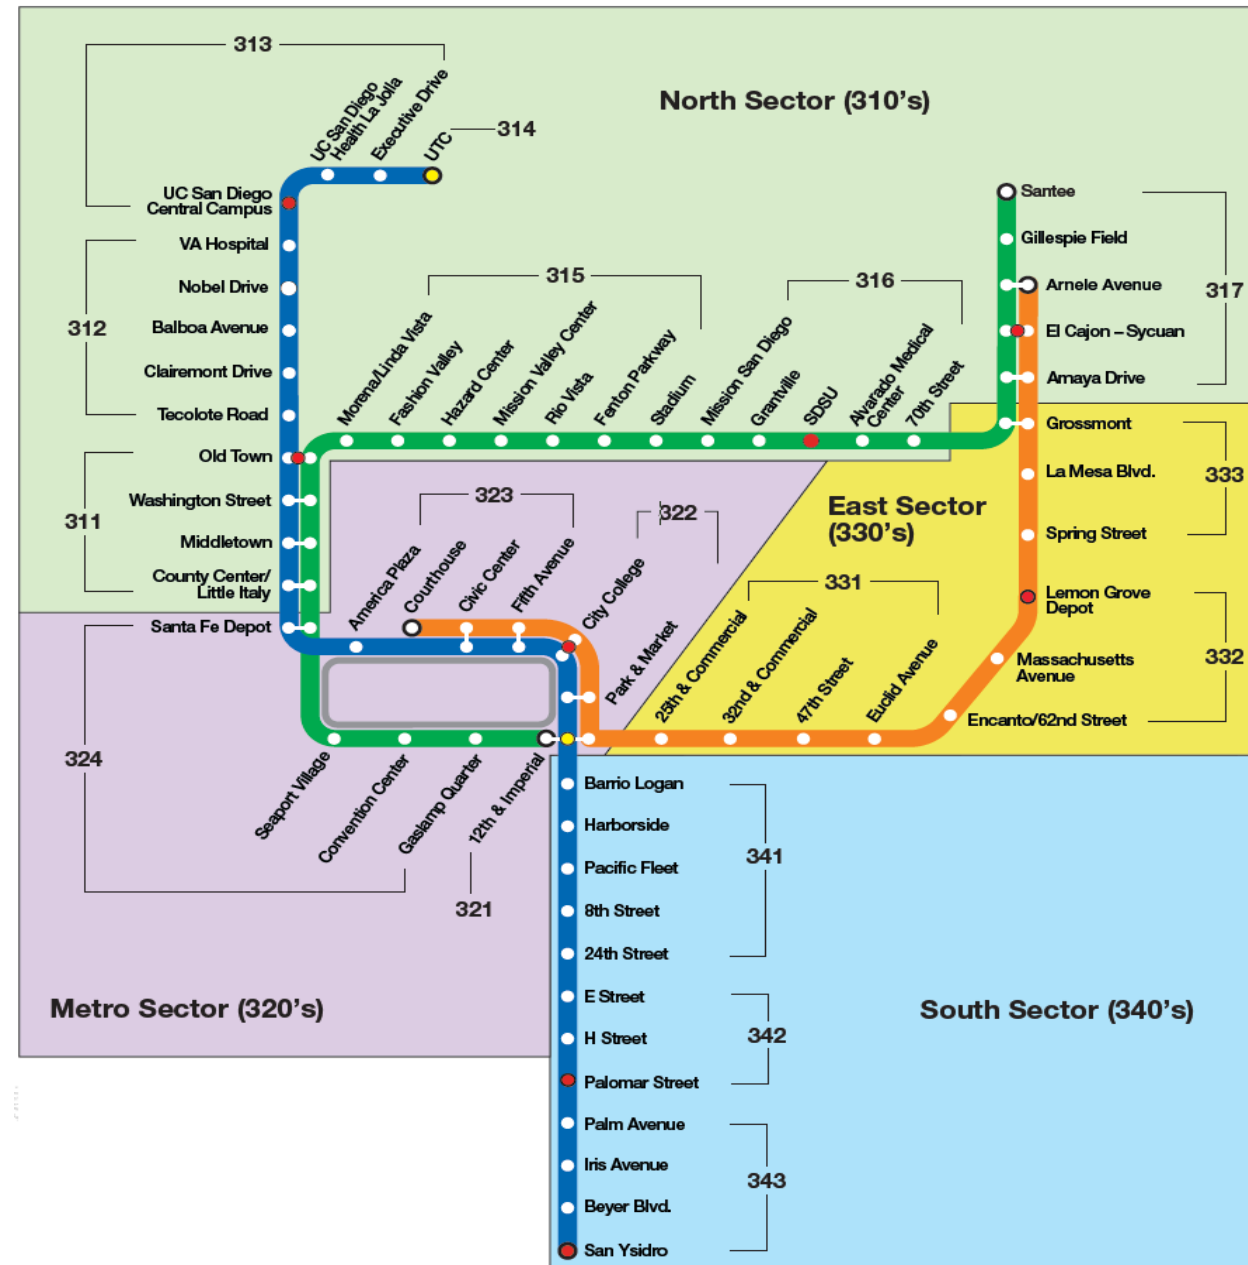 North Sector (310's)
313
UC San Diego
Health La Jolla
Executive Drive
UTC
314
UC San Diego
Central Campus
VA Hospital
Nobel Drive
Balboa Avenue
Clairemont Drive
Tecolote Road
312
Old Town
Washington Street
Middletown
County Center/
Little Italy
311
315
Morena/Linda Vista
Fashion Valley
Hazard Center
Mission Valley Center
Rio Vista
Fenton Parkway
Stadium
Mission San Diego
316
Grantville
SDSU
Alvarado Medical
Center
70th Street
Santee
Gillespie Field
Arnele Avenue
El Cajon – Sycuan
Amaya Drive
317
East Sector
(330's)
Grossmont
La Mesa Blvd.
Spring Street
333
Lemon Grove
Depot
Massachusetts
Avenue
Encanto/62nd Street
332
331
25th & Commercial
32nd & Commercial
47th Street
Euclid Avenue
323
America Plaza
Courthouse
Civic Center
Fifth Avenue
322
City College
Park & Market
Santa Fe Depot
324
Seaport Village
Convention Center
Gaslamp Quarter
12th & Imperial
321
Metro Sector (320's)
Barrio Logan
Harborside
Pacific Fleet
8th Street
24th Street
341
E Street
H Street
Palomar Street
342
Palm Avenue
Iris Avenue
Beyer Blvd.
San Ysidro
343
South Sector (340's)